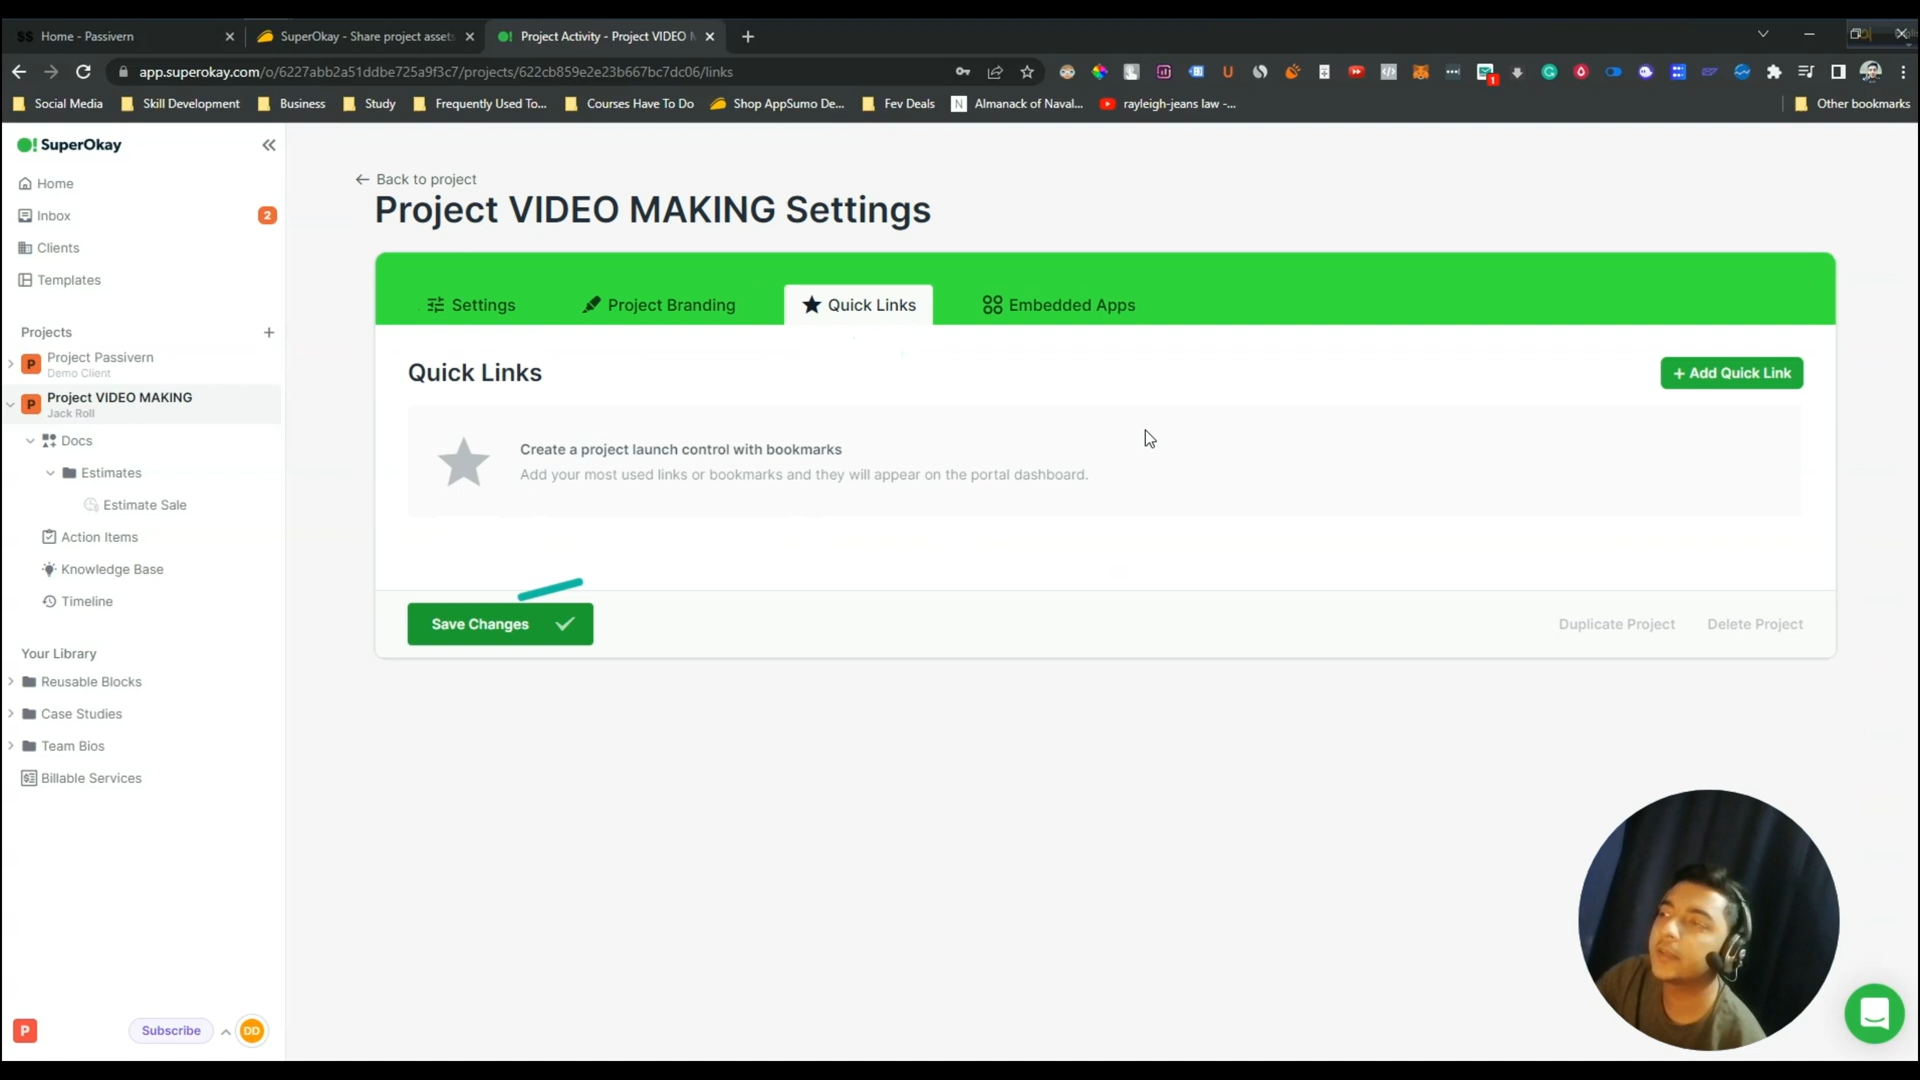 $$ Home - Passivern
SuperOkay - Share project assets
Project Activity - Project VIDEO M
app.superokay.com/o/6227abb2a51ddbe725a9f3c7/projects/622cb859e2e23b667bc7dc06/links
Social Media
Skill Development
Business
Study
Frequently Used To...
Courses Have To Do
Shop AppSumo De...
Fev Deals
Almanack of Naval...
rayleigh-jeans law -...
Other bookmarks
SuperOkay
Home
Inbox
2
Clients
Templates
Projects
P
Project Passivern
Demo Client
P
Project VIDEO MAKING
Jack Roll
Docs
Estimates
Estimate Sale
Action Items
Knowledge Base
Timeline
Your Library
Reusable Blocks
Case Studies
Team Bios
Billable Services
P
Subscribe
DD
Back to project
Project VIDEO MAKING Settings
Settings
Project Branding
Quick Links
Embedded Apps
Quick Links
+ Add Quick Link
Create a project launch control with bookmarks
Add your most used links or bookmarks and they will appear on the portal dashboard.
Save Changes
Duplicate Project
Delete Project